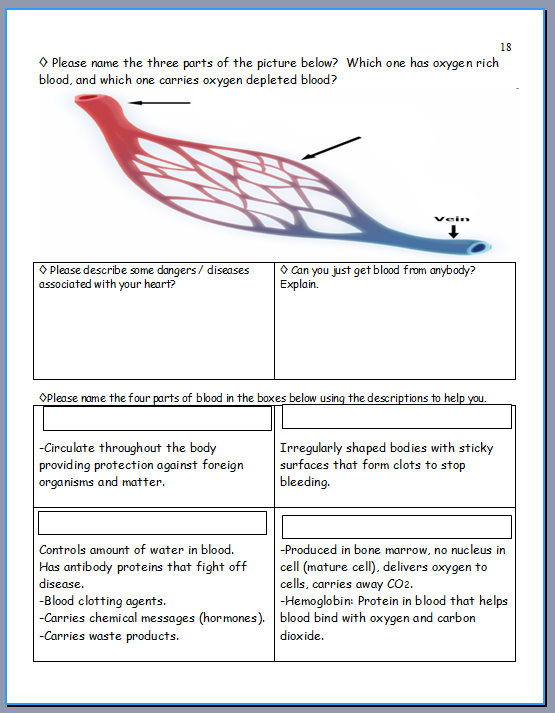 18
◊ Please name the three parts of the picture below?  Which one has oxygen rich
blood, and which one carries oxygen depleted blood?
Vein
◊ Please describe some dangers / diseases
associated with your heart?
◊ Can you just get blood from anybody?
Explain.
◊Please name the four parts of blood in the boxes below using the descriptions to help you.
-Circulate throughout the body
providing protection against foreign
organisms and matter.
Irregularly shaped bodies with sticky
surfaces that form clots to stop
bleeding.
Controls amount of water in blood.
Has antibody proteins that fight off
disease.
-Blood clotting agents.
-Carries chemical messages (hormones).
-Carries waste products.
-Produced in bone marrow, no nucleus in
cell (mature cell), delivers oxygen to
cells, carries away CO2.
-Hemoglobin: Protein in blood that helps
blood bind with oxygen and carbon
dioxide.